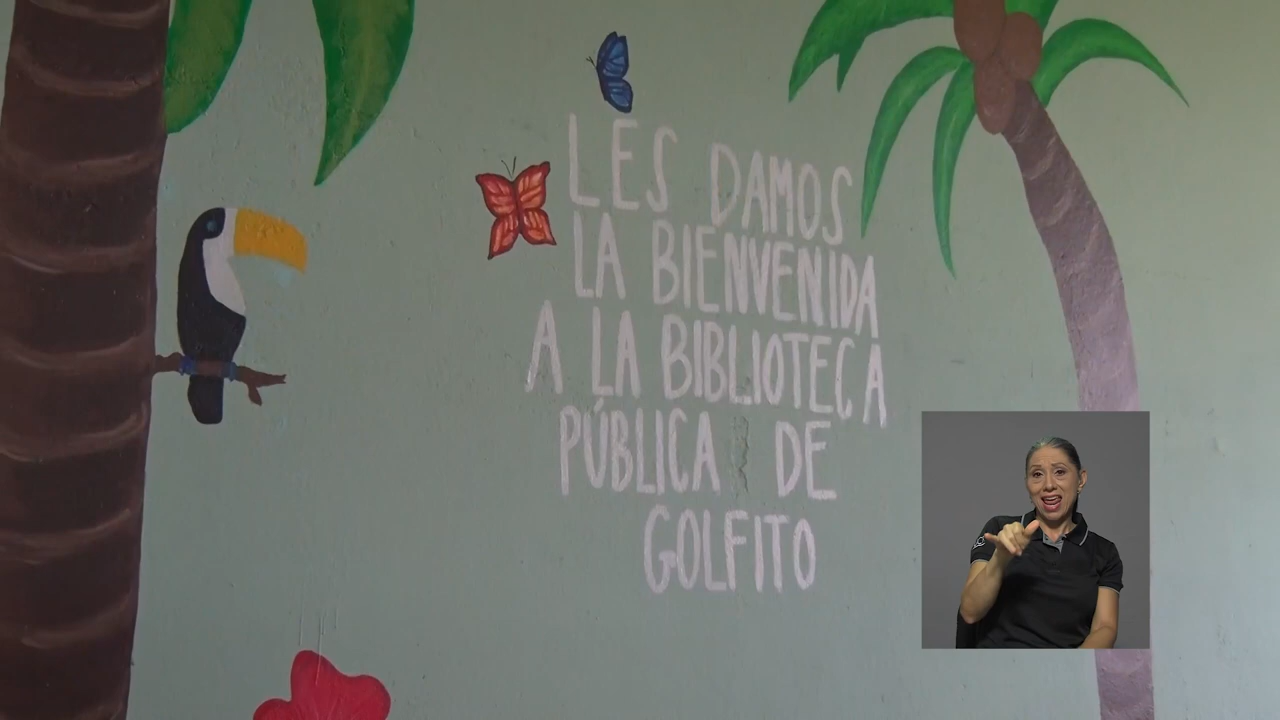 LES DAMOS
LA BIENVENIDA
A LA BIBLIOTECA
PÚBLICA DE
GOLFITO